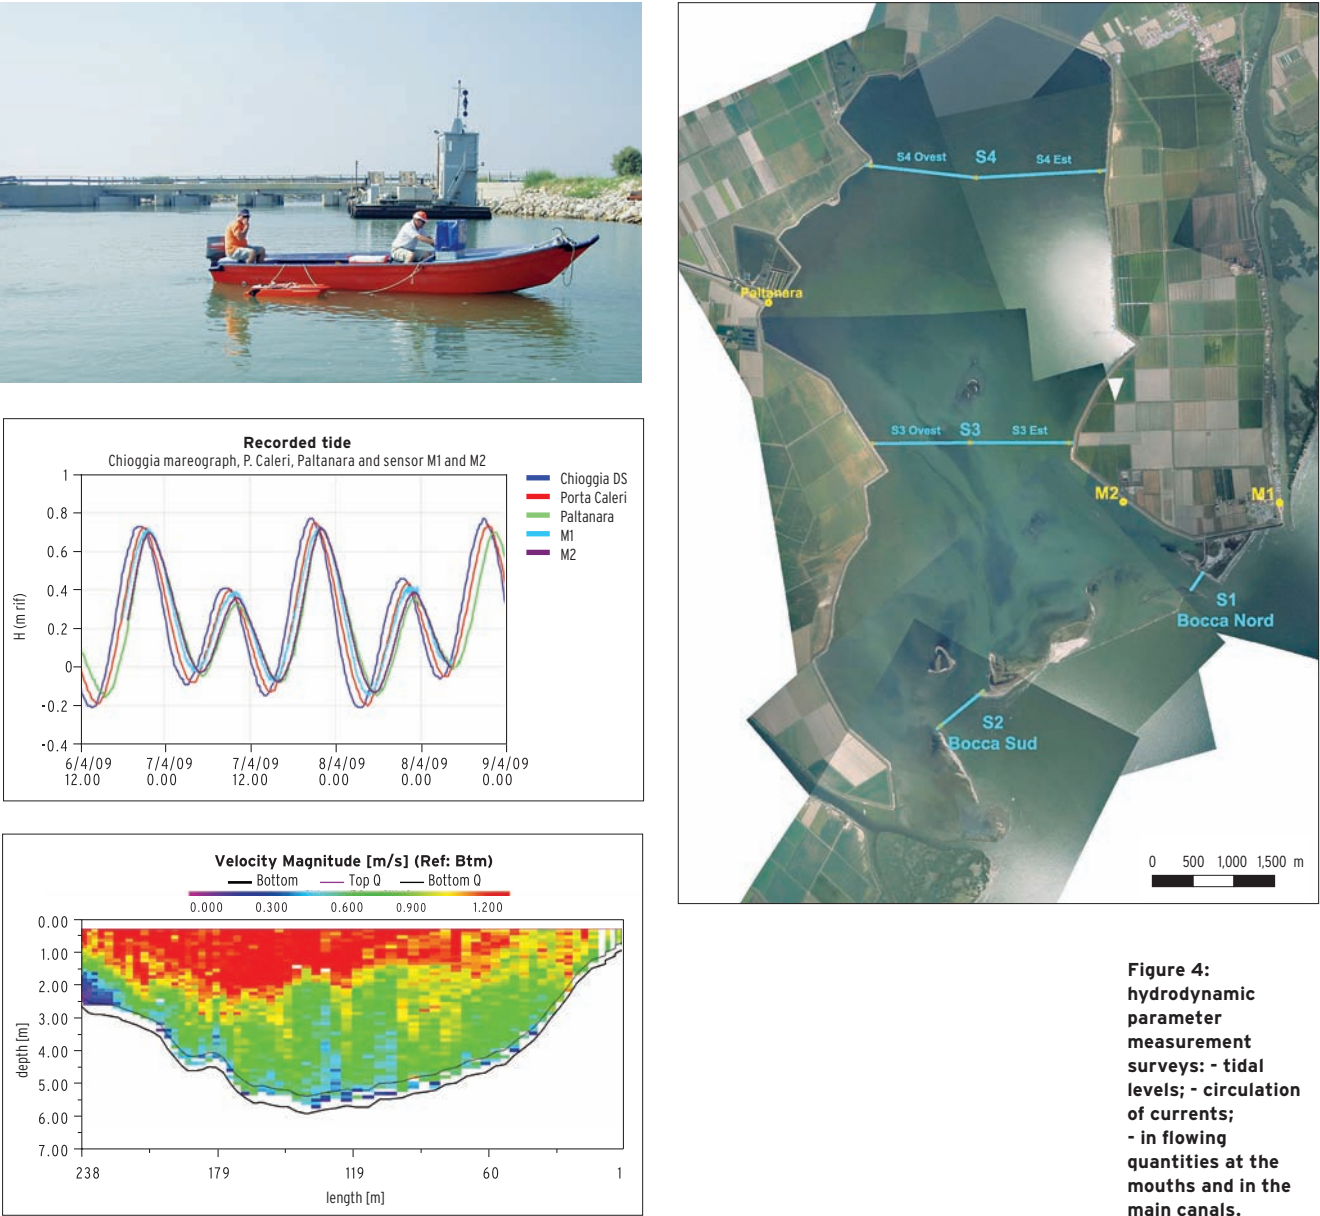 Recorded tide
Chioggia mareograph, P. Caleri, Paltanara and sensor M1 and M2
1
0.8
0.6
0.4
0.2
0
-0.2
-0.4
H (m rif)
6/4/09 7/4/09 7/4/09 8/4/09 8/4/09 9/4/09
12.00 0.00 12.00 0.00 0.00 0.00
Chioggia DS
Porta Caleri
Paltanara
M1
M2
Velocity Magnitude [m/s] (Ref: Btm)
Bottom Top Q Bottom Q
0.000 0.300 0.600 0.900 1.200
0.00
1.00
2.00
3.00
4.00
5.00
6.00
7.00
depth [m]
238 179 119 60 1
length [m]
S4 Ovest S4 S4 Est
Paltanara
S3 Ovest S3 S3 Est
M2 M1
S1
Bocca Nord
S2
Bocca Sud
0 500 1,000 1,500 m
Figure 4:
hydrodynamic
parameter
measurement
surveys: - tidal
levels; - circulation
of currents;
- in flowing
quantities at the
mouths and in the
main canals.